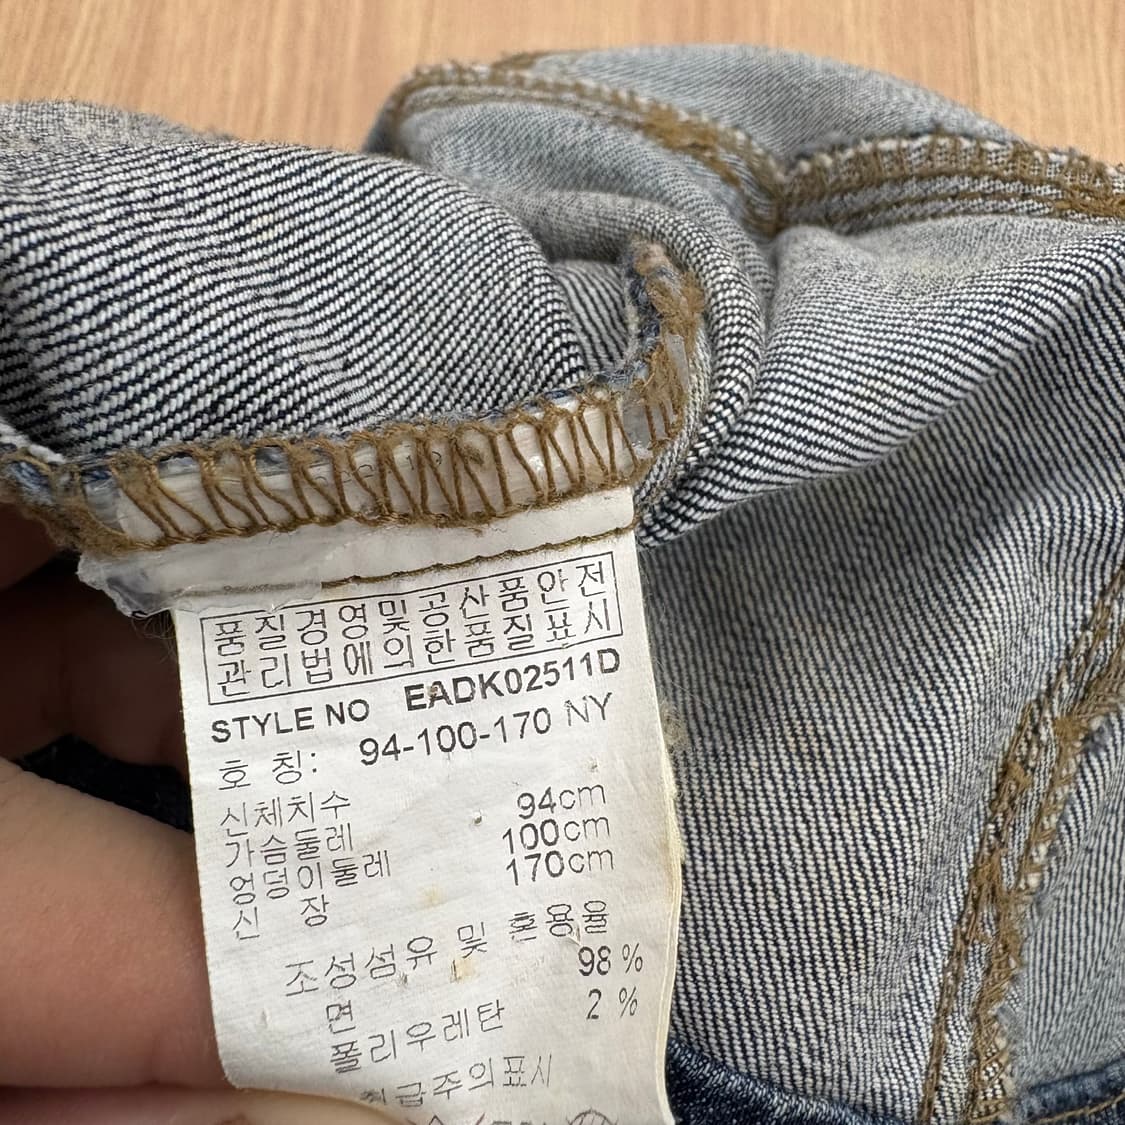 품질경영및공산품안전
관리법에의한품질표시
STYLE NO EADK02511D
호 칭: 94-100-170 NY
신체치수
가슴둘레 94cm
엉덩이둘레 100cm
신 장 170cm
조성섬유 및 혼용율
면 98 %
폴리우레탄 2 %
취급주의표시